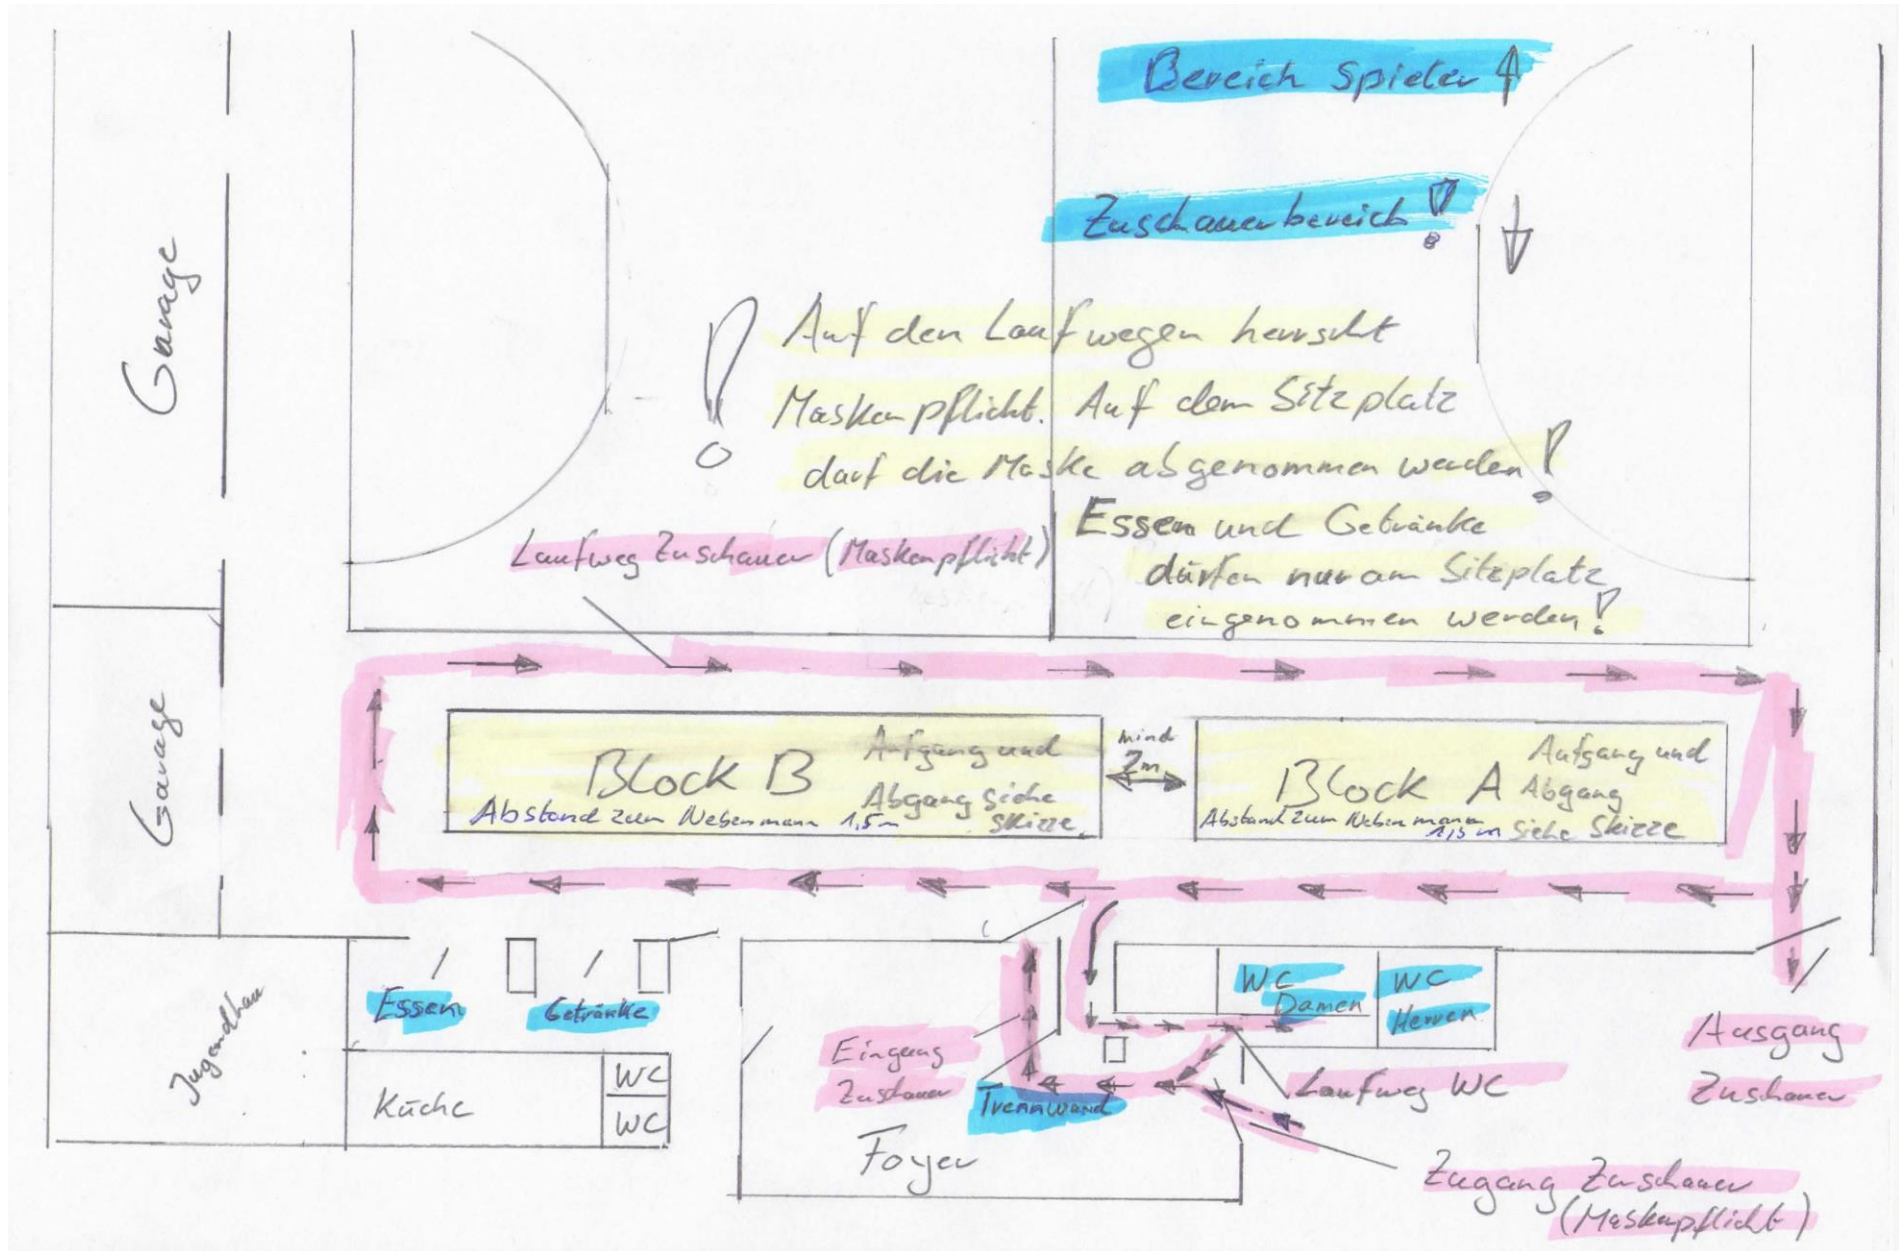 Bereich Spieler
Zuschauerbereich!
Garage
! Auf den Laufwegen herrscht
Maskenpflicht. Auf dem Sitzplatz
darf die Maske abgenommen werden!
Essen und Getränke
dürfen nur am Sitzplatz
eingenommen werden!
Laufweg Zuschauer (Maskenpflicht)
Garage
Block B
Aufgang und
Abgang siehe
Skizze
Abstand zum Nebenmann 1,5m
mind
2m
Block A
Aufgang und
Abgang
siehe Skizze
Abstand zum Nebenmann
1,5m
Jugendhau
Essen
Getränke
Küche
WC
WC
Eingang
Zuschauer
Trennwand
Foyer
WC
Damen
WC
Herren
Laufweg WC
Ausgang
Zuschauer
Zugang Zuschauer
(Maskenpflicht)